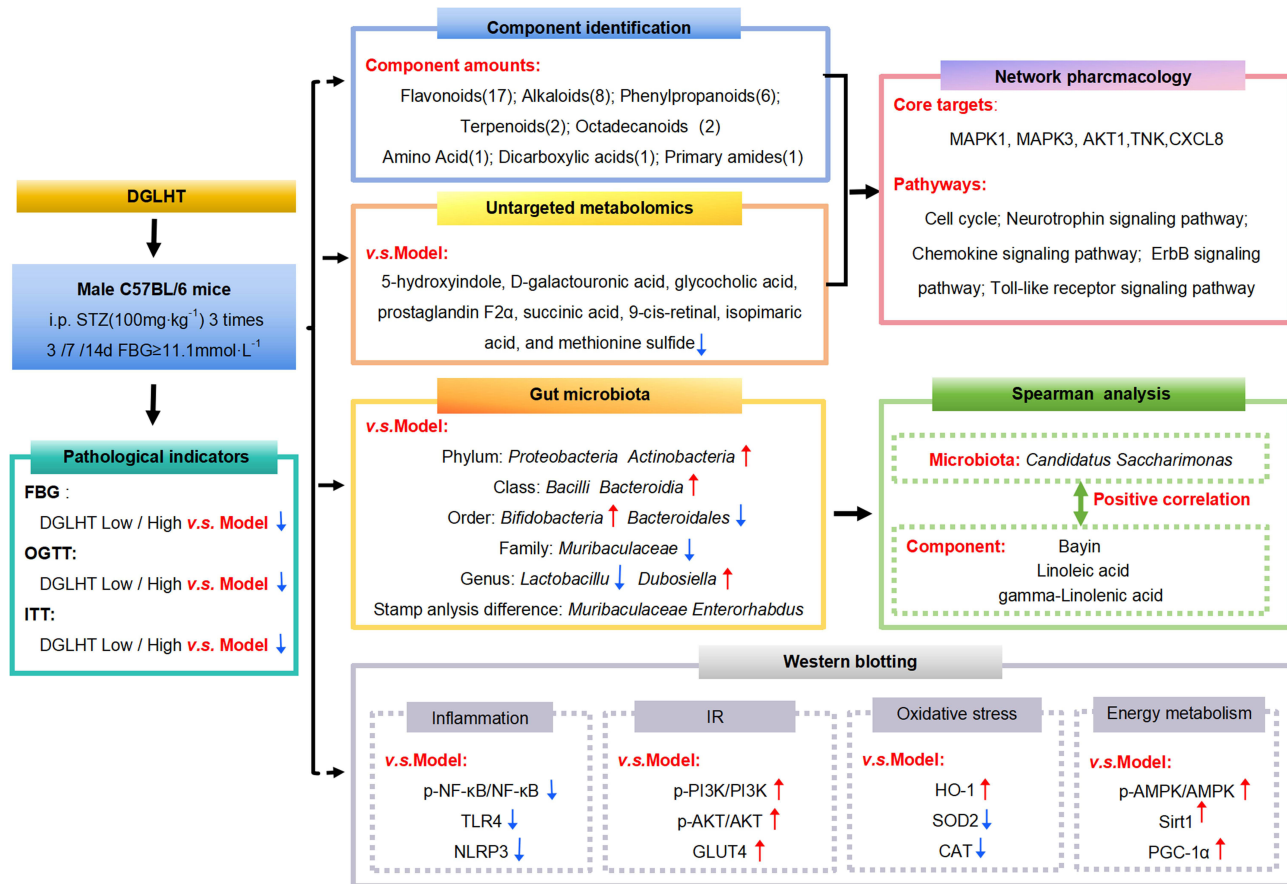 DGLHT
Male C57BL/6 mice
i.p. STZ(100mg·kg⁻¹) 3 times
3 /7 /14d FBG≥11.1mmol·L⁻¹
Pathological indicators
FBG :
DGLHT Low / High v.s. Model ↓
OGTT:
DGLHT Low / High v.s. Model ↓
ITT:
DGLHT Low / High v.s. Model ↓
Component identification
Component amounts:
Flavonoids(17); Alkaloids(8); Phenylpropanoids(6);
Terpenoids(2); Octadecanoids (2)
Amino Acid(1); Dicarboxylic acids(1); Primary amides(1)
Untargeted metabolomics
v.s.Model:
5-hydroxyindole, D-galactouronic acid, glycocholic acid,
prostaglandin F2α, succinic acid, 9-cis-retinal, isopimaric
acid, and methionine sulfide ↓
Network pharcmacology
Core targets:
MAPK1, MAPK3, AKT1,TNK,CXCL8
Pathyways:
Cell cycle; Neurotrophin signaling pathway;
Chemokine signaling pathway; ErbB signaling
pathway; Toll-like receptor signaling pathway
Gut microbiota
v.s.Model:
Phylum: Proteobacteria Actinobacteria ↑
Class: Bacilli Bacteroidia ↑
Order: Bifidobacteria ↑ Bacteroidales ↓
Family: Muribaculaceae ↓
Genus: Lactobacillu ↓ Dubosiella ↑
Stamp anlysis difference: Muribaculaceae Enterorhabdus
Spearman analysis
Microbiota: Candidatus Saccharimonas
Positive correlation
Component: Bayin
Linoleic acid
gamma-Linolenic acid
Western blotting
Inflammation
v.s.Model:
p-NF-κB/NF-κB ↓
TLR4 ↓
NLRP3 ↓
IR
v.s.Model:
p-PI3K/PI3K ↑
p-AKT/AKT ↑
GLUT4 ↑
Oxidative stress
v.s.Model:
HO-1 ↑
SOD2 ↓
CAT ↓
Energy metabolism
v.s.Model:
p-AMPK/AMPK ↑
Sirt1 ↑
PGC-1α ↑